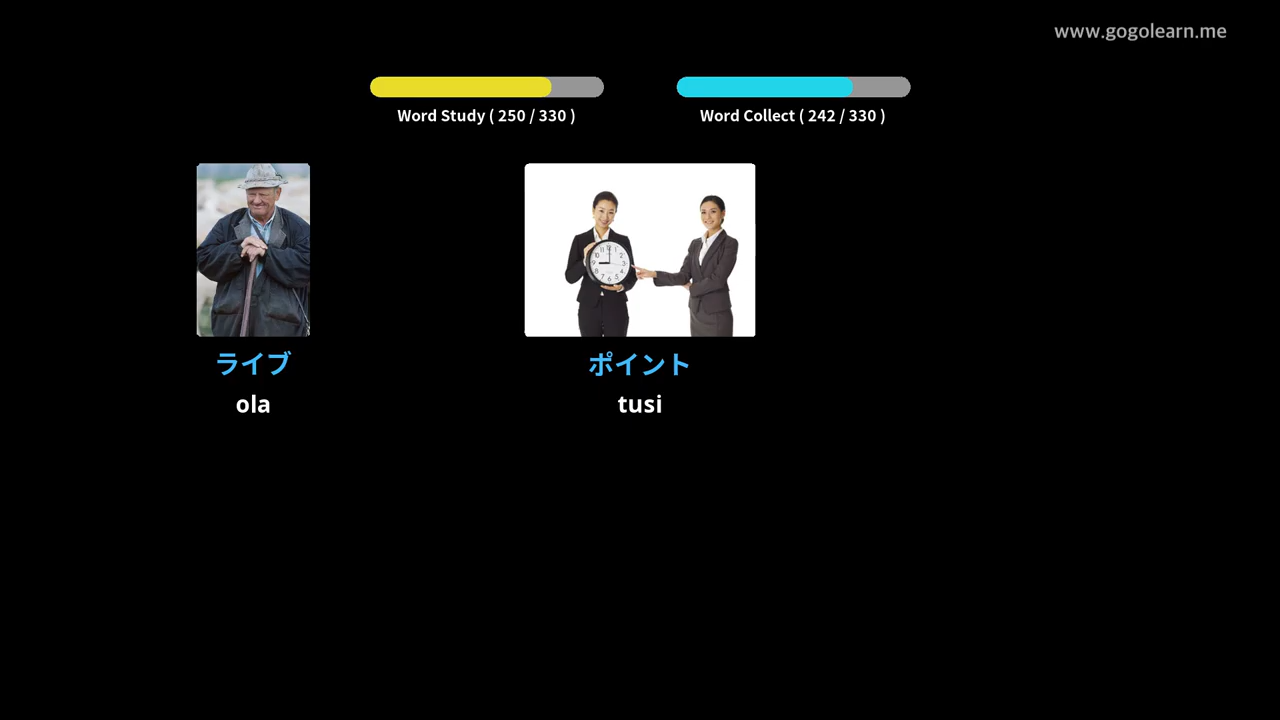 www.gogolearn.me
Word Study ( 250 / 330 )
Word Collect ( 242 / 330 )
ライブ
ポイント
ola
tusi